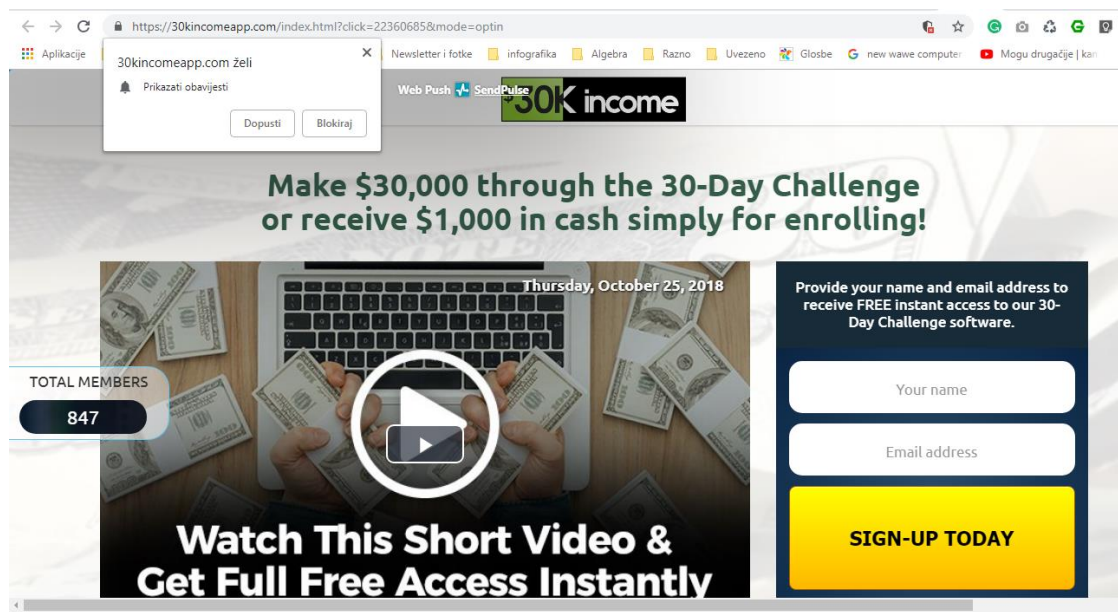 https://30kincomeapp.com/index.html?click=22360685&mode=optin
Aplikacije
Newsletter i fotke
infografika
Algebra
Razno
Uvezeno
Glosbe
new wawe computer
Mogu drugačije | kan
30kincomeapp.com želi
Prikazati obavijesti
Dopusti
Blokiraj
Web Push SendPulse
$30K income
Make $30,000 through the 30-Day Challenge
or receive $1,000 in cash simply for enrolling!
Thursday, October 25, 2018
TOTAL MEMBERS
847
Watch This Short Video &
Get Full Free Access Instantly
Provide your name and email address to
receive FREE instant access to our 30-
Day Challenge software.
Your name
Email address
SIGN-UP TODAY